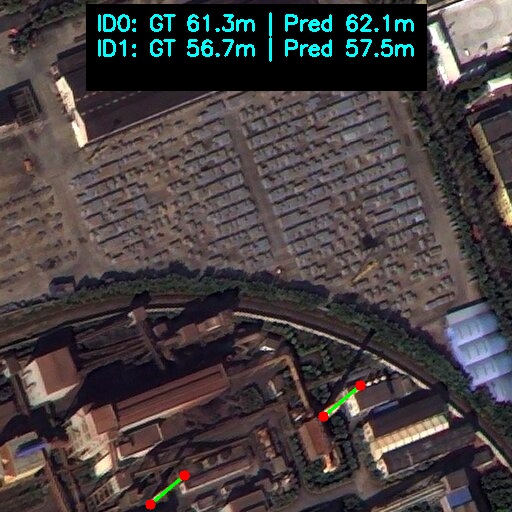 ID0: GT 61.3m | Pred 62.1m
ID1: GT 56.7m | Pred 57.5m